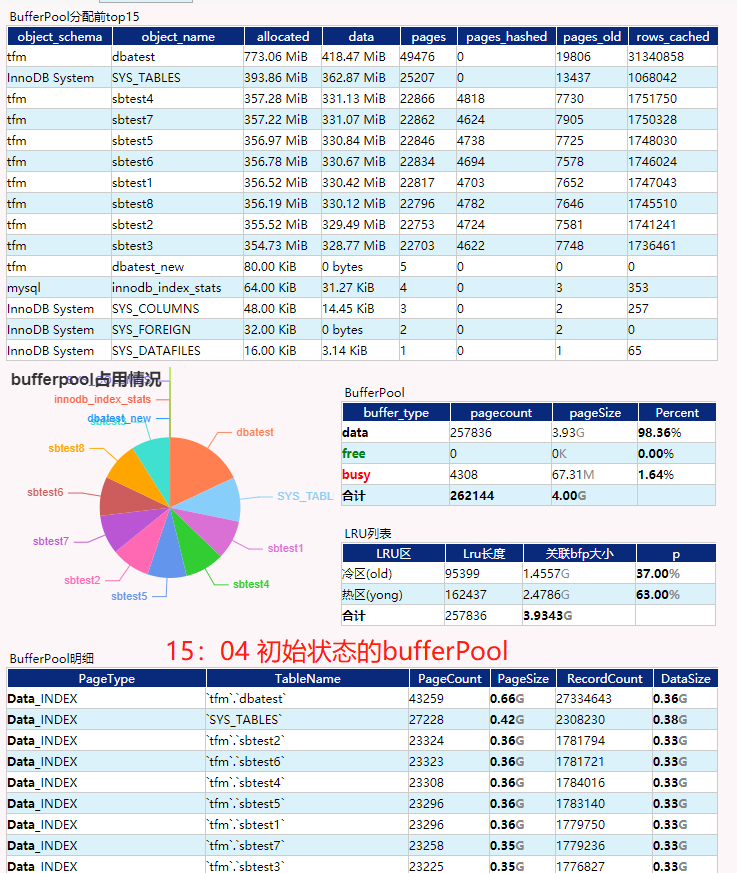 BufferPool分配前top15
object_schema object_name allocated data pages pages_hashed pages_old rows_cached
tfm dbatest 773.06 MiB 418.47 MiB 49476 0 19806 31340858
InnoDB System SYS_TABLES 393.86 MiB 362.87 MiB 25207 0 13437 1068042
tfm sbtest4 357.28 MiB 331.13 MiB 22866 4818 7730 1751750
tfm sbtest7 357.22 MiB 331.07 MiB 22862 4624 7905 1750328
tfm sbtest5 356.97 MiB 330.84 MiB 22846 4738 7725 1748030
tfm sbtest6 356.78 MiB 330.67 MiB 22834 4694 7578 1746024
tfm sbtest1 356.52 MiB 330.42 MiB 22817 4703 7652 1747043
tfm sbtest8 356.19 MiB 330.12 MiB 22796 4782 7646 1745510
tfm sbtest2 355.52 MiB 329.49 MiB 22753 4724 7581 1741241
tfm sbtest3 354.73 MiB 328.77 MiB 22703 4622 7748 1736461
tfm dbatest_new 80.00 KiB 0 bytes 5 0 0 0
mysql innodb_index_stats 64.00 KiB 31.27 KiB 4 0 3 353
InnoDB System SYS_COLUMNS 48.00 KiB 14.45 KiB 3 0 2 257
InnoDB System SYS_FOREIGN 32.00 KiB 0 bytes 2 0 2 0
InnoDB System SYS_DATAFILES 16.00 KiB 3.14 KiB 1 0 1 65
bufferpool占用情况
innodb_index_stats
dbatest_new
dbatest
sbtest8
SYS_TABL
sbtest6
sbtest7
sbtest1
sbtest2
sbtest4
sbtest5
BufferPool
buffer_type pagecount pageSize Percent
data 257836 3.93G 98.36%
free 0 0K 0.00%
busy 4308 67.31M 1.64%
合计 262144 4.00G
LRU列表
LRU区 Lru长度 关联bfp大小 p
冷区(old) 95399 1.4557G 37.00%
热区(yong) 162437 2.4786G 63.00%
合计 257836 3.9343G
15：04 初始状态的bufferPool
BufferPool明细
PageType TableName PageCount PageSize RecordCount DataSize
Data_INDEX `tfm`.`dbatest` 43259 0.66G 27334643 0.36G
Data_INDEX `SYS_TABLES` 27228 0.42G 2308230 0.38G
Data_INDEX `tfm`.`sbtest2` 23324 0.36G 1781794 0.33G
Data_INDEX `tfm`.`sbtest6` 23323 0.36G 1781721 0.33G
Data_INDEX `tfm`.`sbtest4` 23308 0.36G 1784016 0.33G
Data_INDEX `tfm`.`sbtest5` 23296 0.36G 1783140 0.33G
Data_INDEX `tfm`.`sbtest1` 23296 0.36G 1779750 0.33G
Data_INDEX `tfm`.`sbtest7` 23258 0.35G 1779236 0.33G
Data_INDEX `tfm`.`sbtest3` 23225 0.35G 1776827 0.33G